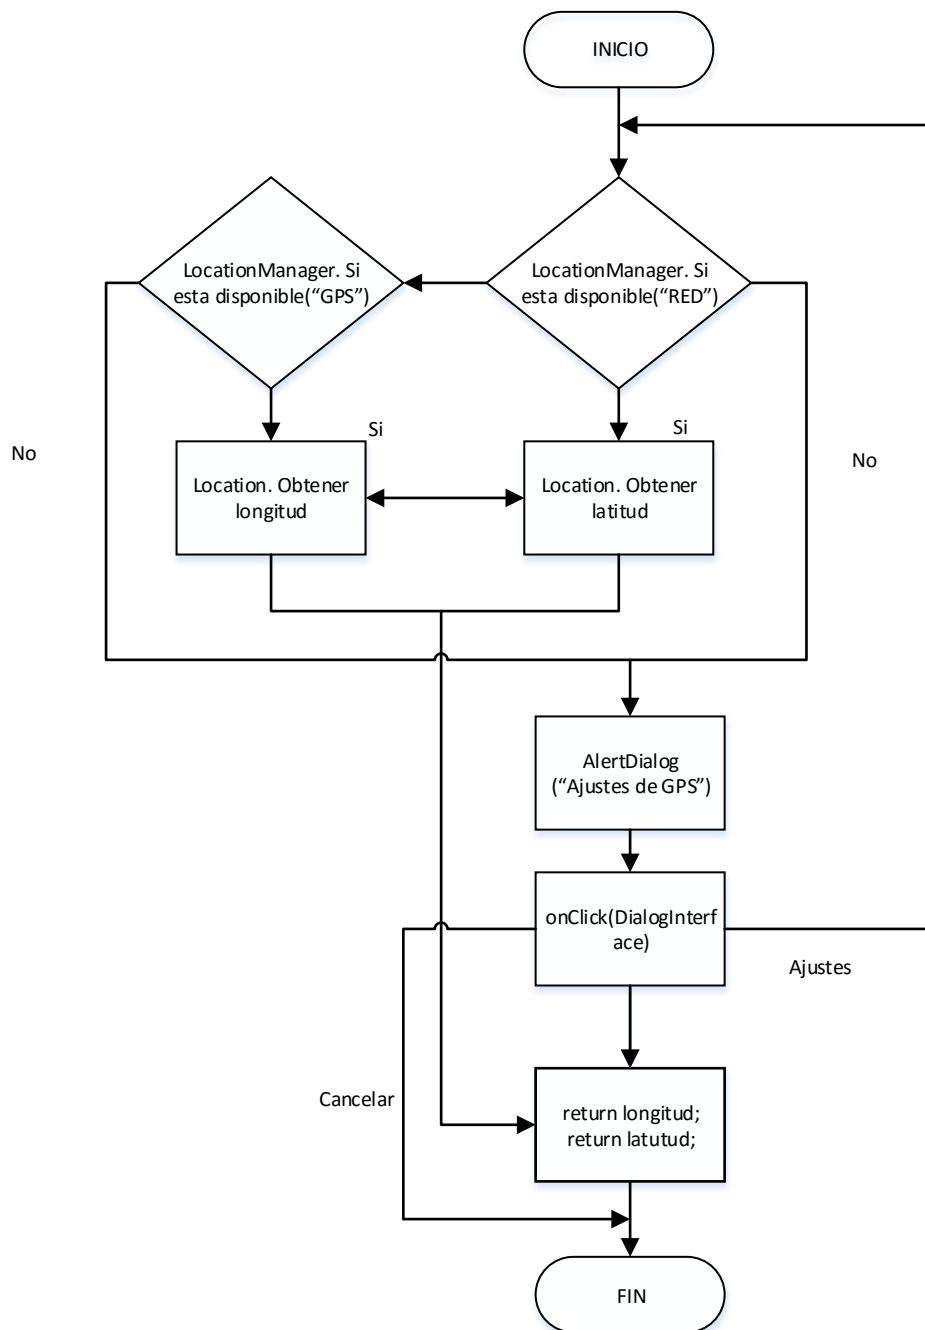 INICIO
LocationManager. Si
esta disponible(“GPS”)
LocationManager. Si
esta disponible(“RED”)
Si
Si
No
No
Location. Obtener
longitud
Location. Obtener
latitud
AlertDialog
(“Ajustes de GPS”)
onClick(DialogInterf
ace)
Ajustes
Cancelar
return longitud;
return latutud;
FIN